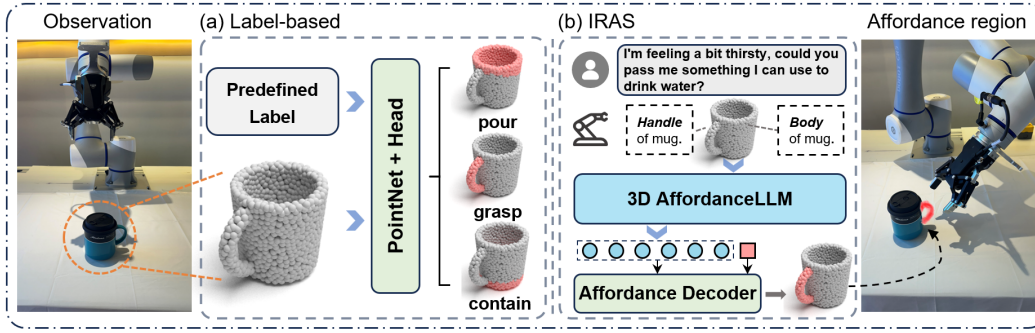 Observation
(a) Label-based
Predefined
Label
PointNet + Head
pour
grasp
contain
(b) IRAS
I'm feeling a bit thirsty, could you
pass me something I can use to
drink water?
Handle
of mug.
Body
of mug.
3D AffordanceLLM
Affordance Decoder
Affordance region